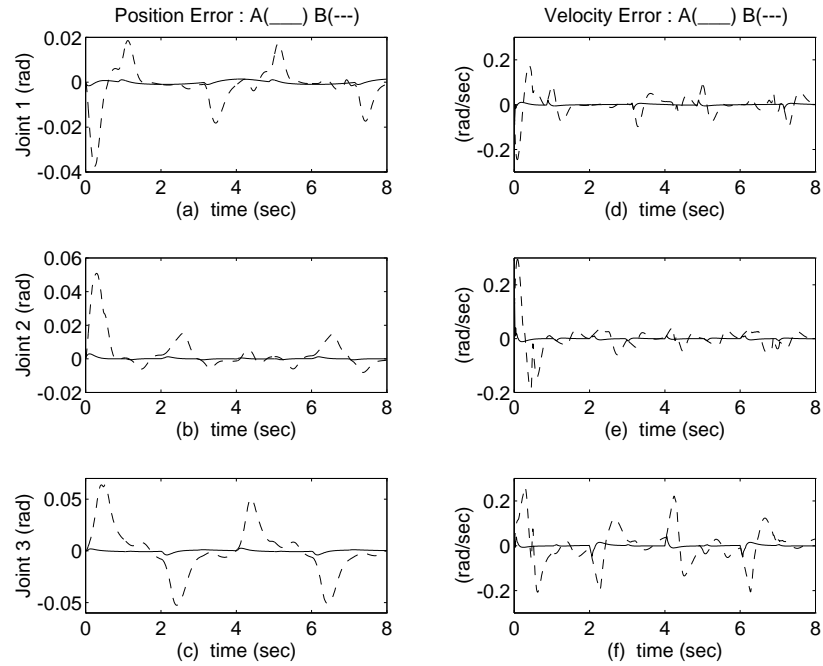 Position Error : A(___) B(---)
0.02
0
-0.02
-0.04
Joint 1 (rad)
0 2 4 6 8
(a) time (sec)
Velocity Error : A(___) B(---)
0.2
0
-0.2
(rad/sec)
0 2 4 6 8
(d) time (sec)
0.06
0.04
0.02
0
-0.02
Joint 2 (rad)
0 2 4 6 8
(b) time (sec)
0.2
0
-0.2
(rad/sec)
0 2 4 6 8
(e) time (sec)
0.05
0
-0.05
Joint 3 (rad)
0 2 4 6 8
(c) time (sec)
0.2
0
-0.2
(rad/sec)
0 2 4 6 8
(f) time (sec)